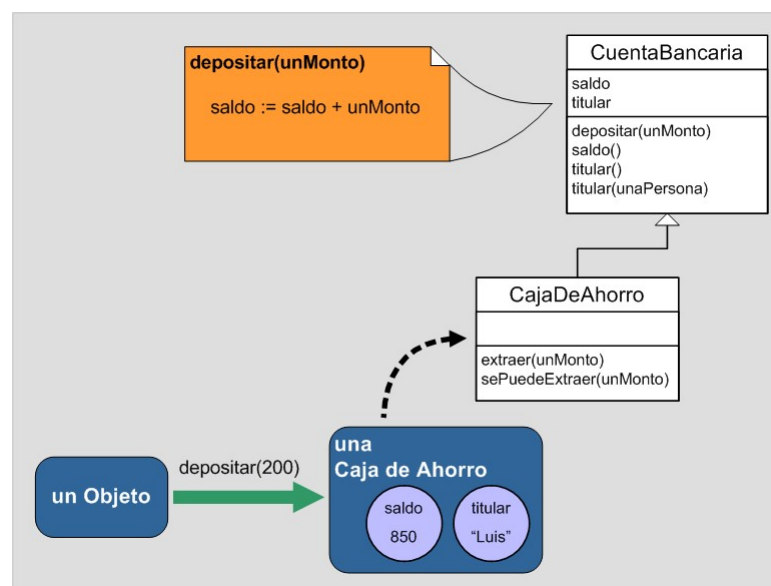 depositar(unMonto)
saldo := saldo + unMonto
CuentaBancaria
saldo
titular
depositar(unMonto)
saldo()
titular()
titular(unaPersona)
CajaDeAhorro
extraer(unMonto)
sePuedeExtraer(unMonto)
un Objeto
depositar(200)
una
Caja de Ahorro
saldo
850
titular
“Luis”